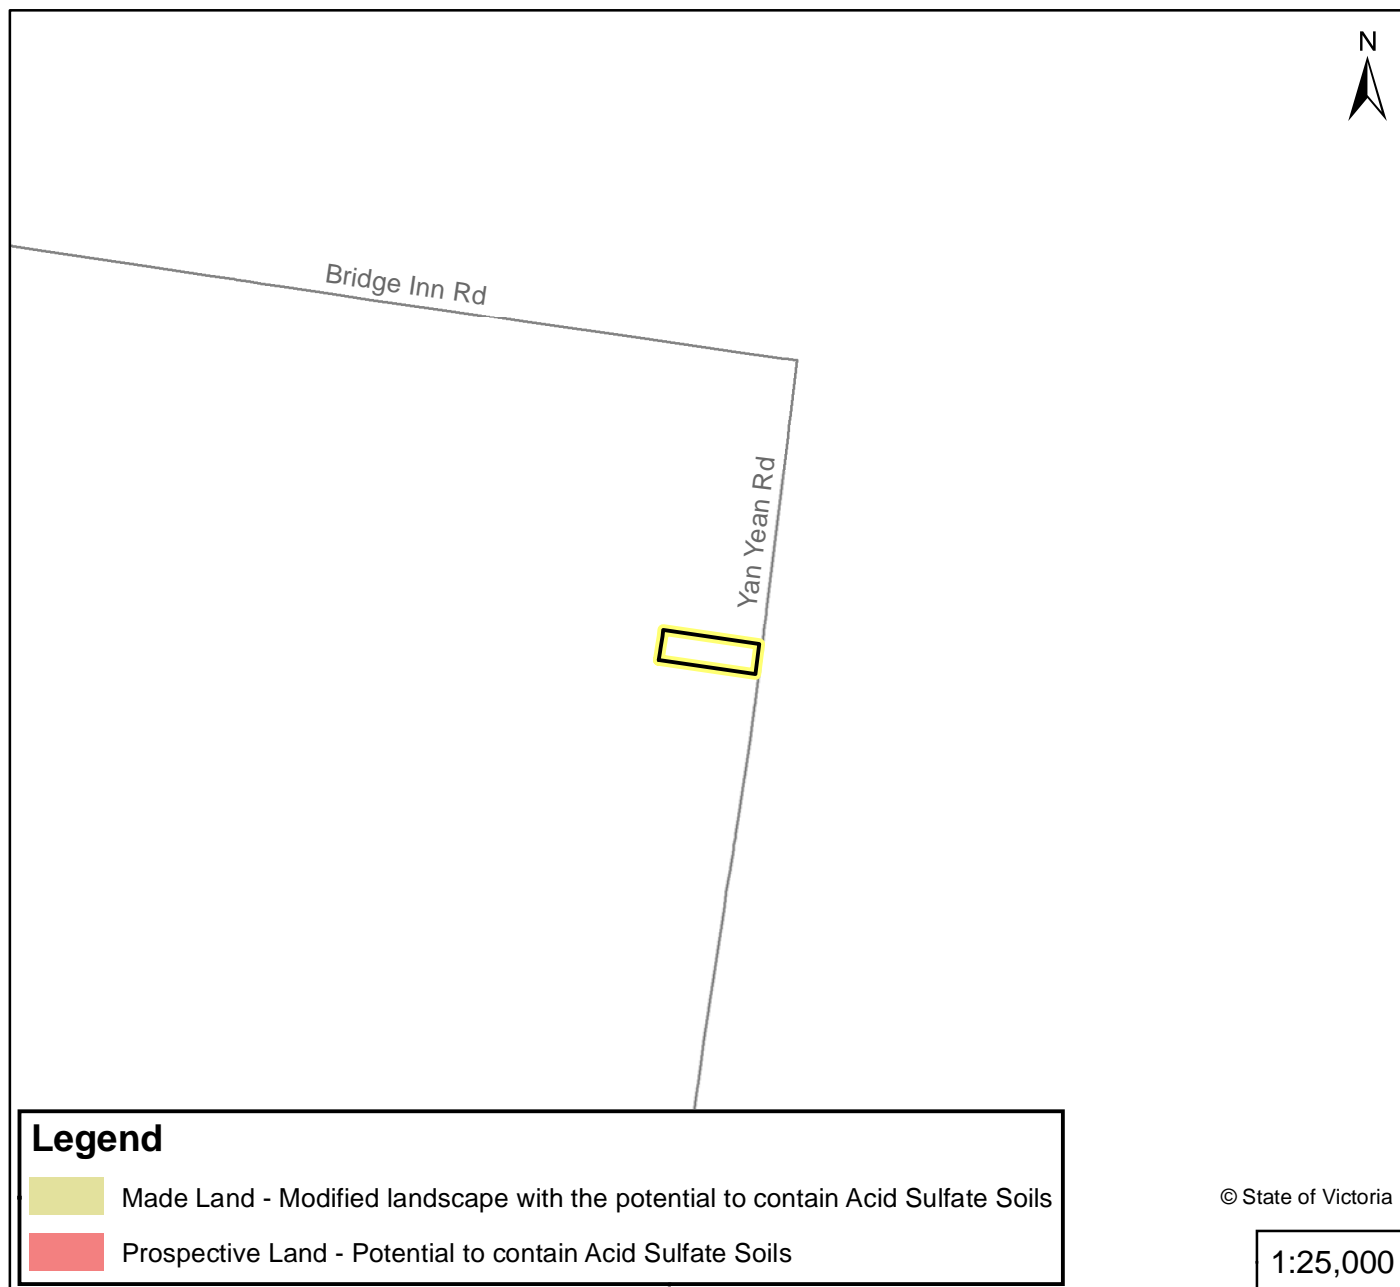 N
Bridge Inn Rd
Yan Yean Rd
Legend
Made Land - Modified landscape with the potential to contain Acid Sulfate Soils
Prospective Land - Potential to contain Acid Sulfate Soils
© State of Victoria
1:25,000